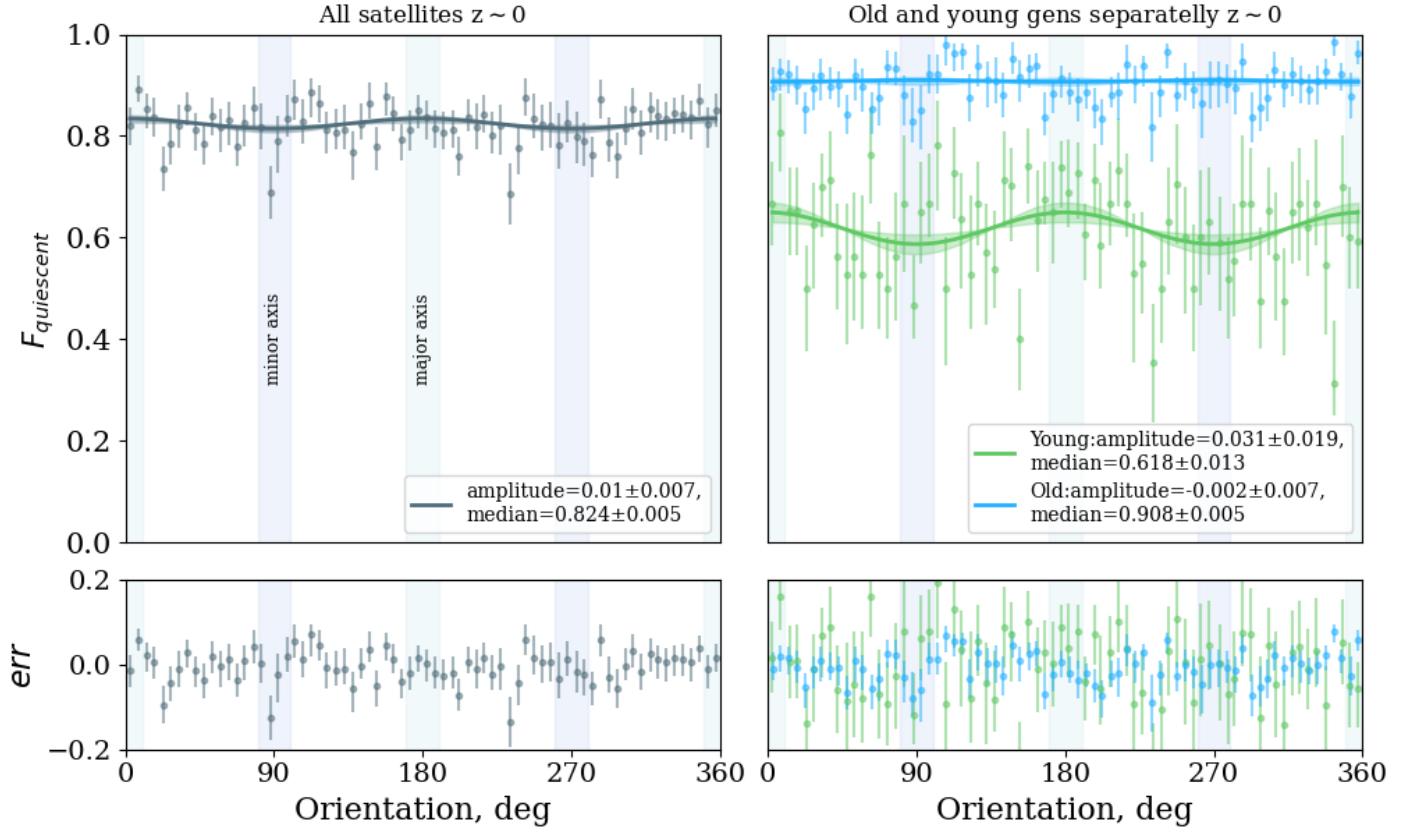 All satellites z ~ 0
Old and young gens separatelly z ~ 0
1.0
0.8
0.6
0.4
0.2
0.0
F_quiescent
minor axis
major axis
amplitude=0.01±0.007,
median=0.824±0.005
Young:amplitude=0.031±0.019,
median=0.618±0.013
Old:amplitude=-0.002±0.007,
median=0.908±0.005
0.2
0.0
−0.2
err
0 90 180 270 360
0 90 180 270 360
Orientation, deg
Orientation, deg